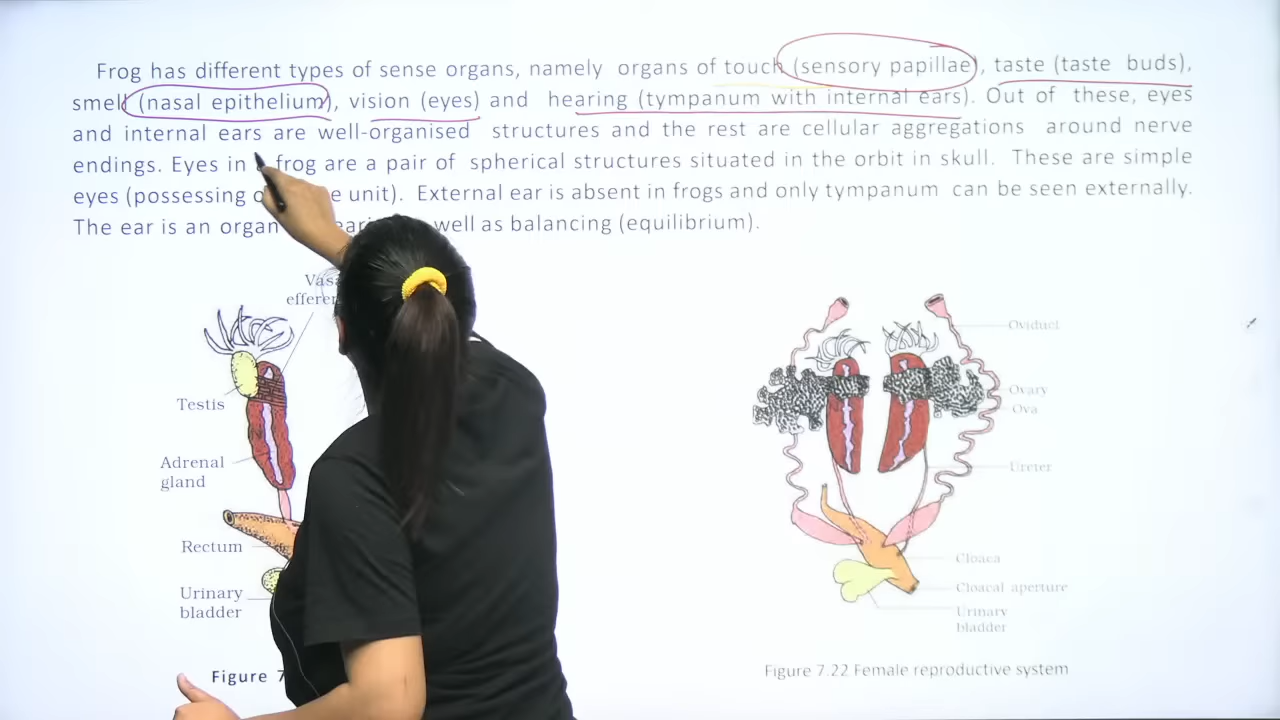 Frog has different types of sense organs, namely organs of touch (sensory papillae), taste (taste buds),
smell (nasal epithelium), vision (eyes) and hearing (tympanum with internal ears). Out of these, eyes
and internal ears are well-organised structures and the rest are cellular aggregations around nerve
endings. Eyes in frog are a pair of spherical structures situated in the orbit in skull. These are simple
eyes (possessing unit). External ear is absent in frogs and only tympanum can be seen externally.
The ear is an organ well as balancing (equilibrium).
Testis
Adrenal
gland
Rectum
Urinary
bladder
Figure 7
Oviduct
Ovary
Ova
Ureter
Cloaca
Cloacal aperture
Urinary
bladder
Figure 7.22 Female reproductive system